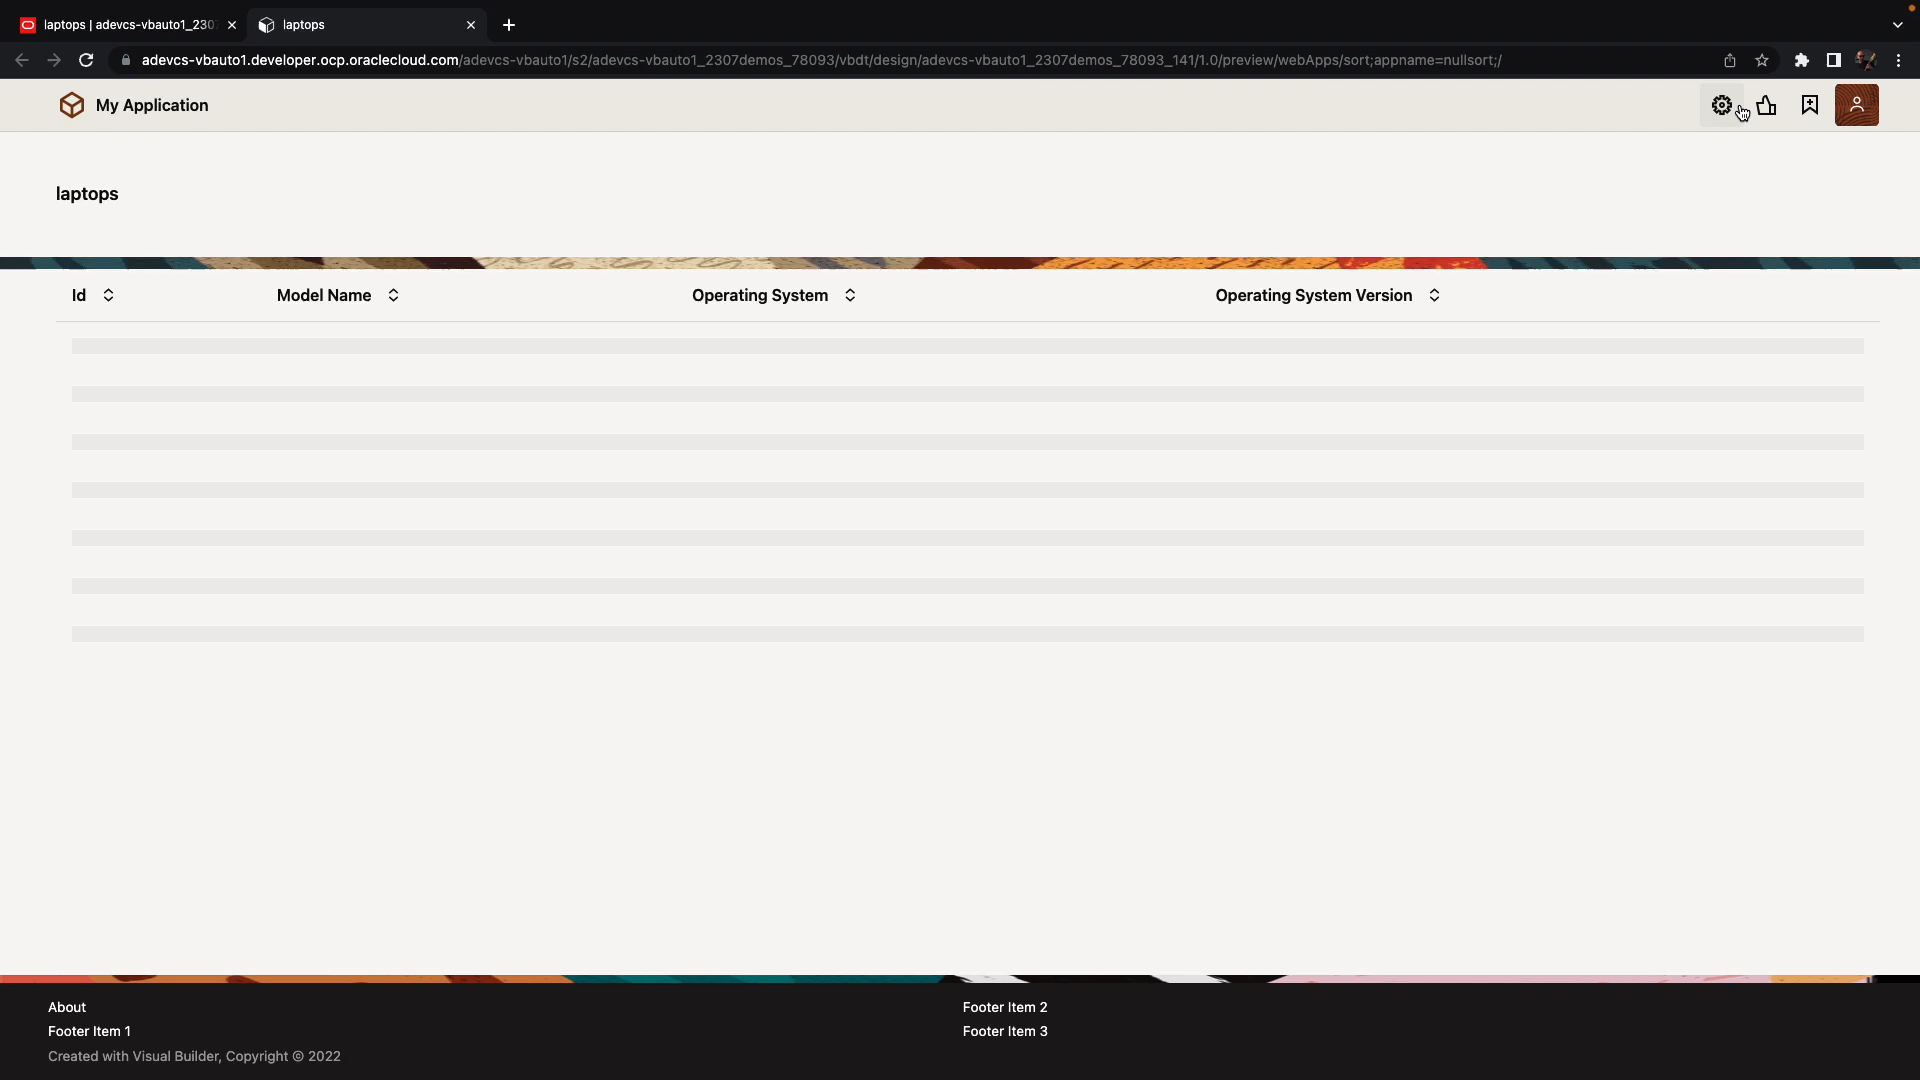 laptops | adevcs-vbauto1_230
laptops
adevcs-vbauto1.developer.ocp.oraclecloud.com/adevcs-vbauto1/s2/adevcs-vbauto1_2307demos_78093/vbdt/design/adevcs-vbauto1_2307demos_78093_141/1.0/preview/webApps/sort;appname=nullsort;/
My Application
laptops
Id Model Name Operating System Operating System Version
About Footer Item 2
Footer Item 1 Footer Item 3
Created with Visual Builder, Copyright © 2022